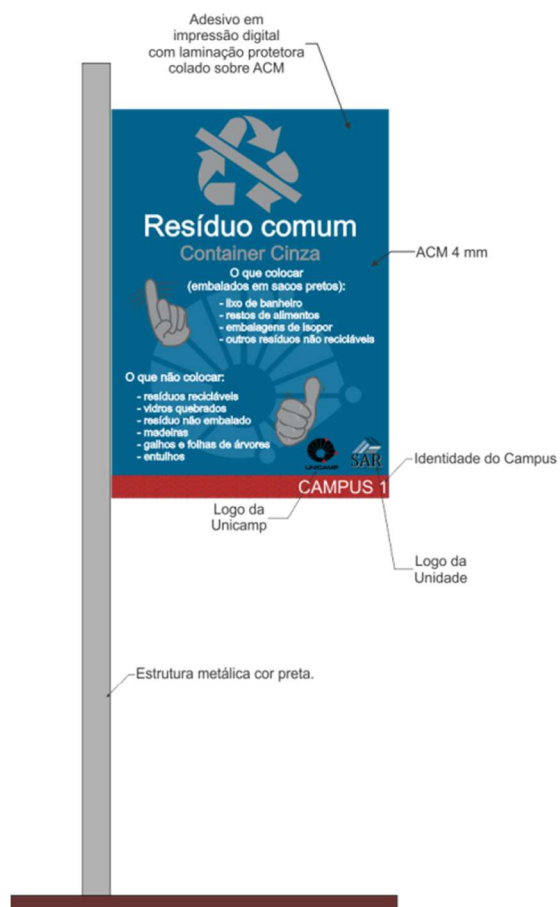 Adesivo em
impressão digital
com laminação protetora
colado sobre ACM
Resíduo comum
Container Cinza
ACM 4 mm
O que colocar
(embalados em sacos pretos):
- lixo de banheiro
- restos de alimentos
- embalagens de isopor
- outros resíduos não recicláveis
O que não colocar:
- resíduos recicláveis
- vidros quebrados
- resíduo não embalado
- madeiras
- galhos e folhas de árvores
- entulhos
UNICAMP
SAR
Identidade do Campus
CAMPUS 1
Logo da
Unicamp
Logo da
Unidade
Estrutura metálica cor preta.